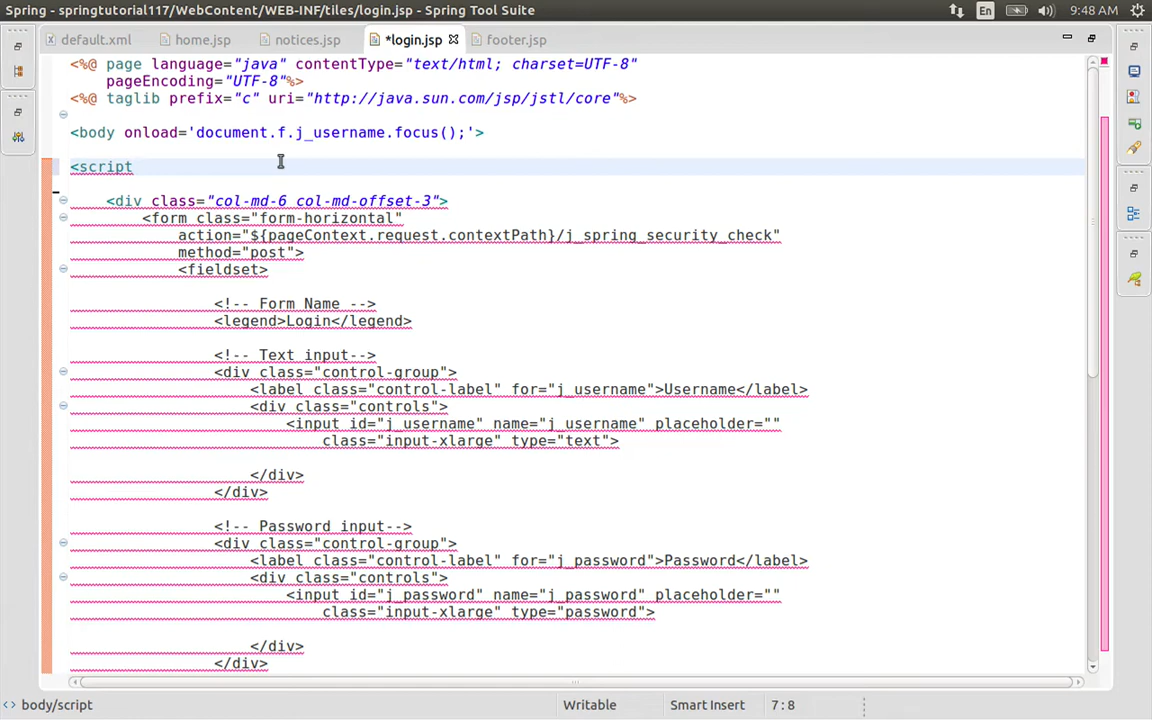 Spring - springtutorial117/WebContent/WEB-INF/tiles/login.jsp - Spring Tool Suite
En
9:48 AM
default.xml
home.jsp
notices.jsp
*login.jsp
footer.jsp
<%@ page language="java" contentType="text/html; charset=UTF-8"
pageEncoding="UTF-8"%>
<%@ taglib prefix="c" uri="http://java.sun.com/jsp/jstl/core"%>
<body onload='document.f.j_username.focus();'>
<script
<div class="col-md-6 col-md-offset-3">
<form class="form-horizontal"
action="${pageContext.request.contextPath}/j_spring_security_check"
method="post">
<fieldset>
<!-- Form Name -->
<legend>Login</legend>
<!-- Text input-->
<div class="control-group">
<label class="control-label" for="j_username">Username</label>
<div class="controls">
<input id="j_username" name="j_username" placeholder=""
class="input-xlarge" type="text">
</div>
</div>
<!-- Password input-->
<div class="control-group">
<label class="control-label" for="j_password">Password</label>
<div class="controls">
<input id="j_password" name="j_password" placeholder=""
class="input-xlarge" type="password">
</div>
</div>
<> body/script
Writable
Smart Insert
7:8